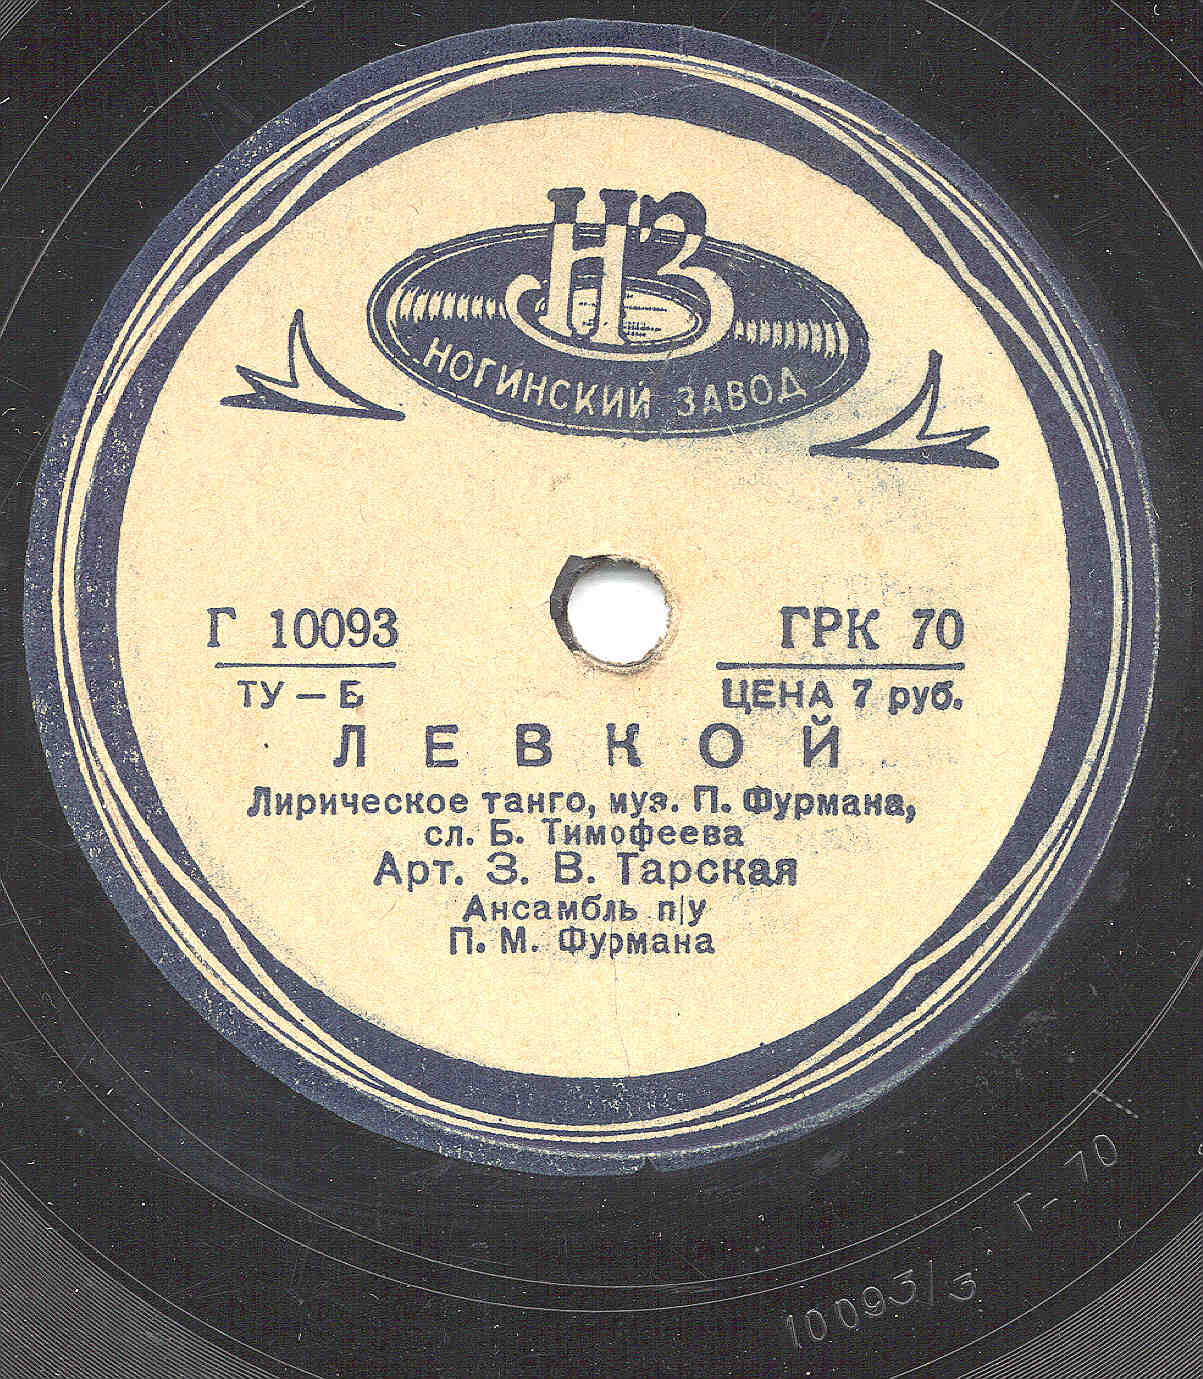 НЗ
НОГИНСКИЙ ЗАВОД
Г 10093
ГРК 70
ТУ – Б
ЦЕНА 7 руб.
ЛЕВКОЙ
Лирическое танго, муз. П. Фурмана,
сл. Б. Тимофеева
Арт. З. В. Тарская
Ансамбль п/у
П. М. Фурмана
Г-70
10093/3